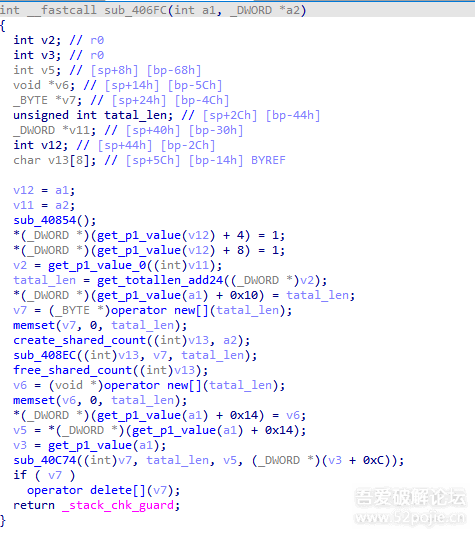 int __fastcall sub_406FC(int a1, _DWORD *a2)
{
  int v2; // r0
  int v3; // r0
  int v5; // [sp+8h] [bp-68h]
  void *v6; // [sp+14h] [bp-5Ch]
  _BYTE *v7; // [sp+24h] [bp-4Ch]
  unsigned int tatal_len; // [sp+2Ch] [bp-44h]
  _DWORD *v11; // [sp+40h] [bp-30h]
  int v12; // [sp+44h] [bp-2Ch]
  char v13[8]; // [sp+5Ch] [bp-14h] BYREF

  v12 = a1;
  v11 = a2;
  sub_40854();
  *(_DWORD *)(get_p1_value(v12) + 4) = 1;
  *(_DWORD *)(get_p1_value(v12) + 8) = 1;
  v2 = get_p1_value_0((int)v11);
  tatal_len = get_totallen_add24((_DWORD *)v2);
  *(_DWORD *)(get_p1_value(a1) + 0x10) = tatal_len;
  v7 = (_BYTE *)operator new[](tatal_len);
  memset(v7, 0, tatal_len);
  create_shared_count((int)v13, a2);
  sub_408EC((int)v13, v7, tatal_len);
  free_shared_count((int)v13);
  v6 = (void *)operator new[](tatal_len);
  memset(v6, 0, tatal_len);
  *(_DWORD *)(get_p1_value(a1) + 0x14) = v6;
  v5 = *(_DWORD *)(get_p1_value(a1) + 0x14);
  v3 = get_p1_value(a1);
  sub_40C74((int)v7, tatal_len, v5, (_DWORD *)(v3 + 0xC));
  if ( v7 )
    operator delete[](v7);
  return _stack_chk_guard;
}
吾爱破解论坛
www.52pojie.cn